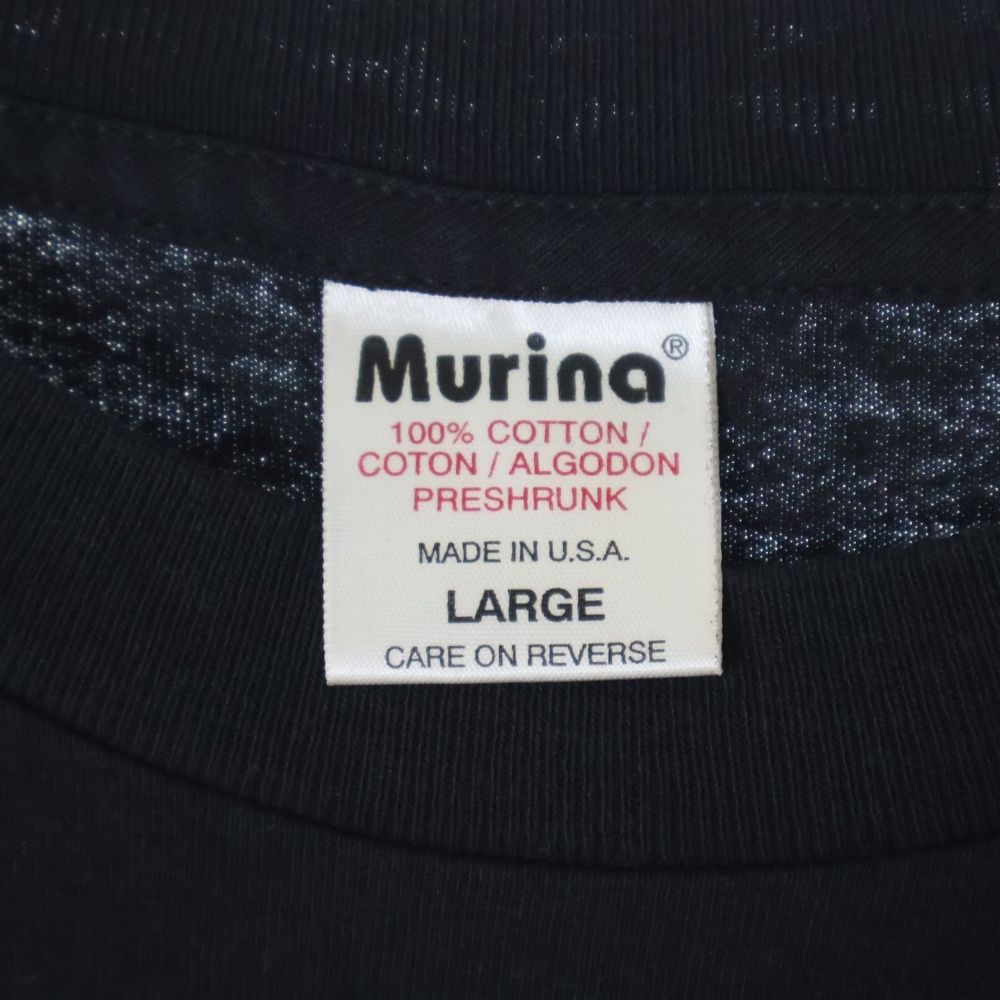 Murina®
100% COTTON /
COTON / ALGODON
PRESHRUNK
MADE IN U.S.A.
LARGE
CARE ON REVERSE